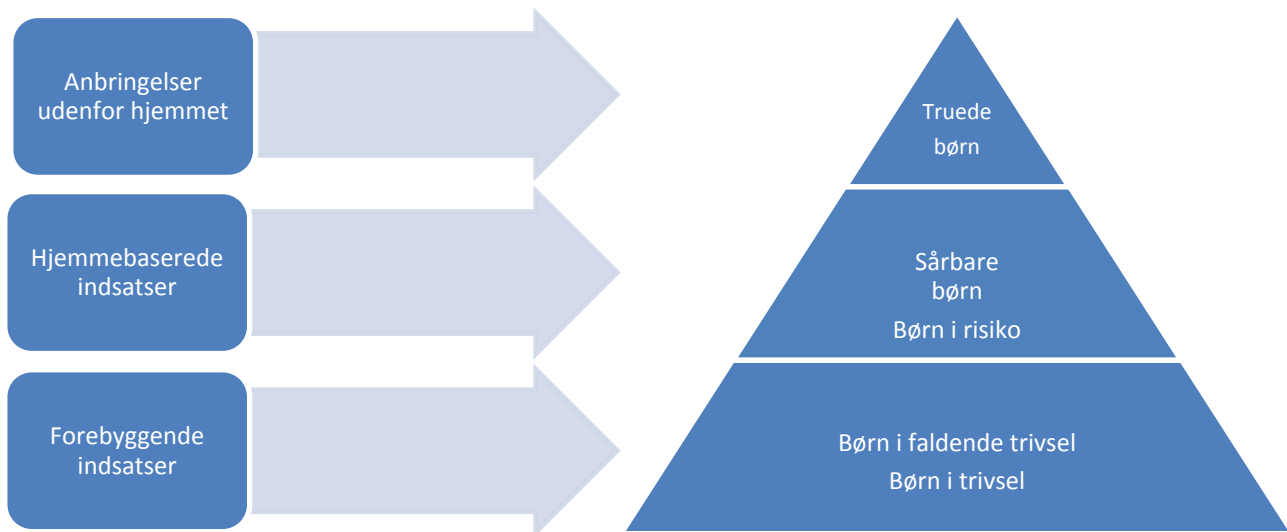 Anbringelser
udenfor hjemmet
Truede
børn
Hjemmebaserede
indsatser
Sårbare
børn
Børn i risiko
Forebyggende
indsatser
Børn i faldende trivsel
Børn i trivsel